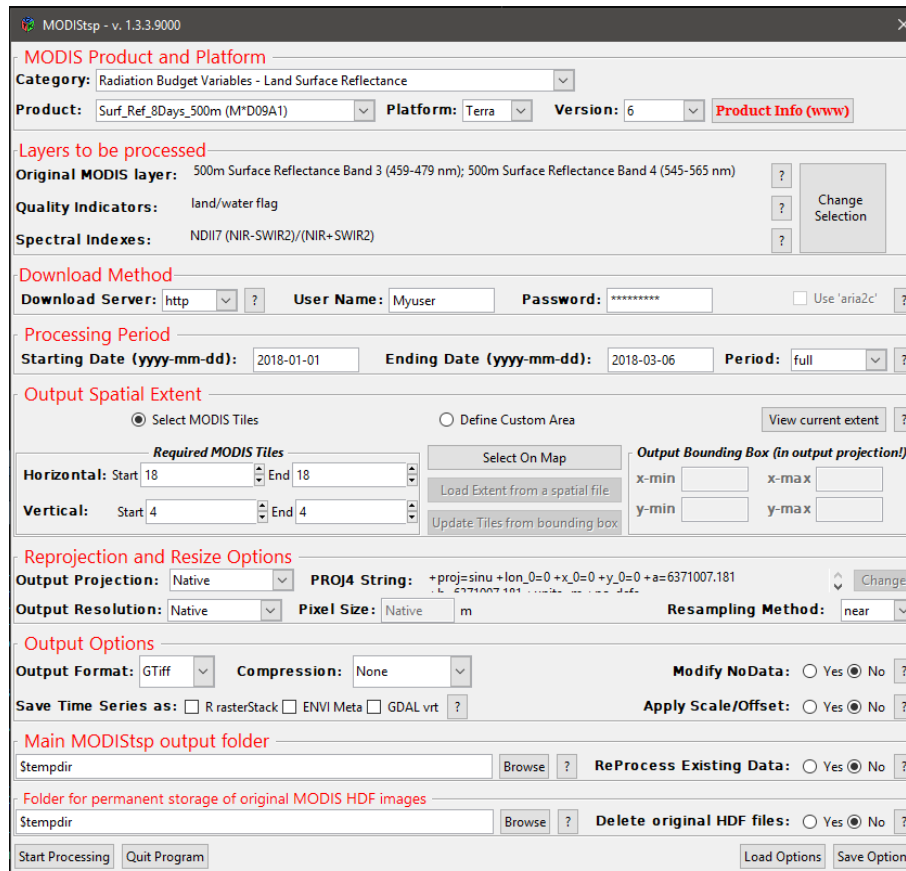 MODIStsp - v. 1.3.3.9000
MODIS Product and Platform
Category: Radiation Budget Variables - Land Surface Reflectance
Product: Surf_Ref_8Days_500m (M*D09A1) Platform: Terra Version: 6 Product Info (www)
Layers to be processed
Original MODIS layer: 500m Surface Reflectance Band 3 (459-479 nm); 500m Surface Reflectance Band 4 (545-565 nm) ?
Quality Indicators: land/water flag ? Change
Selection
Spectral Indexes: NDII7 (NIR-SWIR2)/(NIR+SWIR2) ?
Download Method
Download Server: http ? User Name: Myuser Password: ********* Use 'aria2c' ?
Processing Period
Starting Date (yyyy-mm-dd): 2018-01-01 Ending Date (yyyy-mm-dd): 2018-03-06 Period: full ?
Output Spatial Extent
Select MODIS Tiles Define Custom Area View current extent ?
Required MODIS Tiles Select On Map Output Bounding Box (in output projection!)
Horizontal: Start 18 End 18 Load Extent from a spatial file x-min x-max
Vertical: Start 4 End 4 Update Tiles from bounding box y-min y-max
Reprojection and Resize Options
Output Projection: Native PROJ4 String: +proj=sinu +lon_0=0 +x_0=0 +y_0=0 +a=6371007.181 Change
Output Resolution: Native Pixel Size: Native m Resampling Method: near
Output Options
Output Format: GTiff Compression: None Modify NoData: Yes No ?
Save Time Series as: R rasterStack ENVI Meta GDAL vrt ? Apply Scale/Offset: Yes No ?
Main MODIStsp output folder
$tempdir Browse ? ReProcess Existing Data: Yes No ?
Folder for permanent storage of original MODIS HDF images
$tempdir Browse ? Delete original HDF files: Yes No ?
Start Processing Quit Program Load Options Save Option